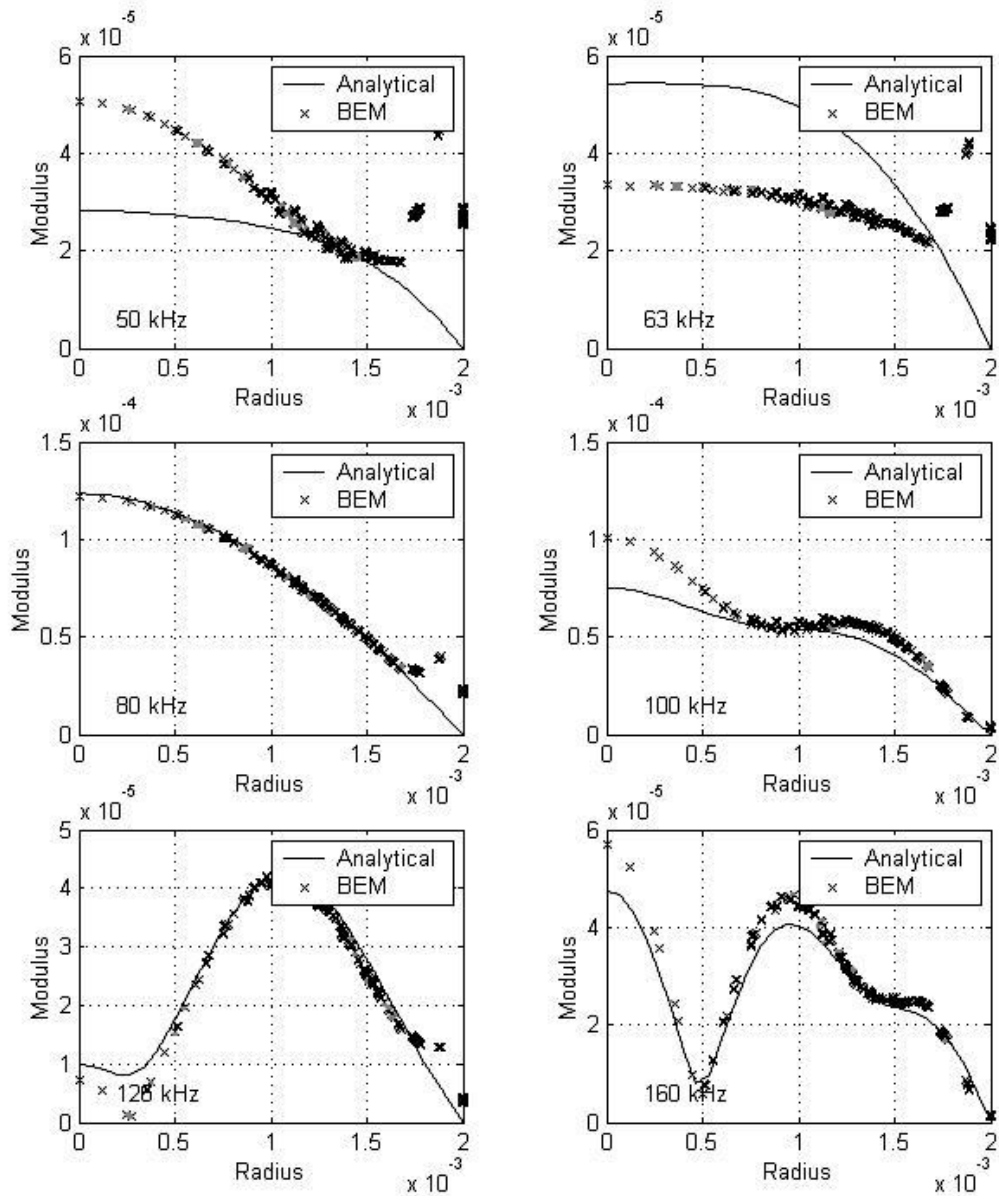 x 10^-5
6
4
2
0
Modulus
Analytical
BEM
50 kHz
0 0.5 1 1.5 2
Radius
x 10^-3
x 10^-5
6
4
2
0
Modulus
Analytical
BEM
63 kHz
0 0.5 1 1.5 2
Radius
x 10^-3
x 10^-4
1.5
1
0.5
0
Modulus
Analytical
BEM
80 kHz
0 0.5 1 1.5 2
Radius
x 10^-3
x 10^-4
1.5
1
0.5
0
Modulus
Analytical
BEM
100 kHz
0 0.5 1 1.5 2
Radius
x 10^-3
x 10^-5
5
4
3
2
1
0
Modulus
Analytical
BEM
kHz
0 0.5 1 1.5 2
Radius
x 10^-3
x 10^-5
6
4
2
0
Modulus
Analytical
BEM
160 kHz
0 0.5 1 1.5 2
Radius
x 10^-3